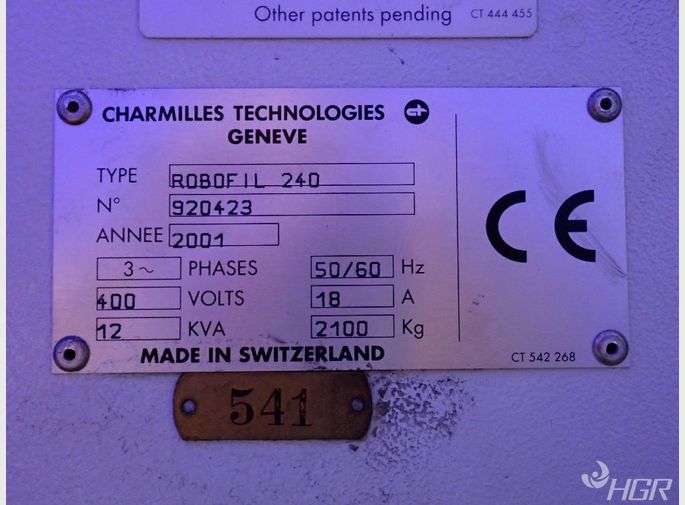 Other patents pending CT 444 455
CHARMILLES TECHNOLOGIES
GENEVE
TYPE ROBOFIL 240
N° 920423
ANNEE 2001
3~ PHASES 50/60 Hz
400 VOLTS 18 A
12 KVA 2100 Kg
MADE IN SWITZERLAND
CE
CT 542 268
541
HGR